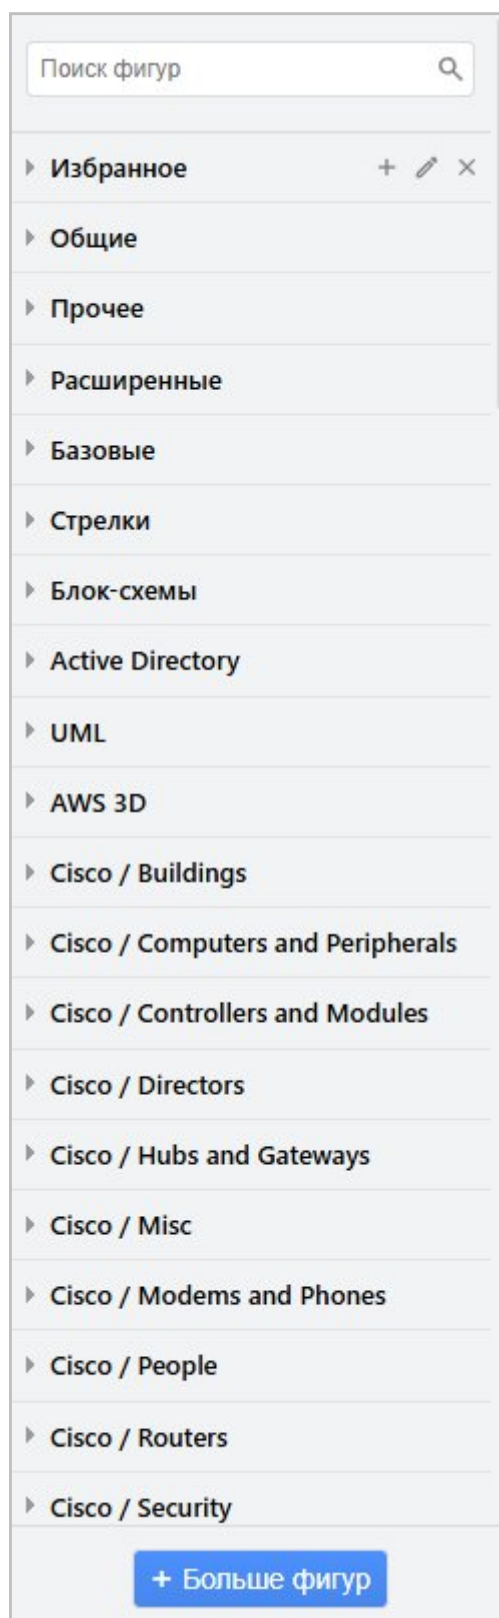 Поиск фигур
Избранное
Общие
Прочее
Расширенные
Базовые
Стрелки
Блок-схемы
Active Directory
UML
AWS 3D
Cisco / Buildings
Cisco / Computers and Peripherals
Cisco / Controllers and Modules
Cisco / Directors
Cisco / Hubs and Gateways
Cisco / Misc
Cisco / Modems and Phones
Cisco / People
Cisco / Routers
Cisco / Security
+ Больше фигур